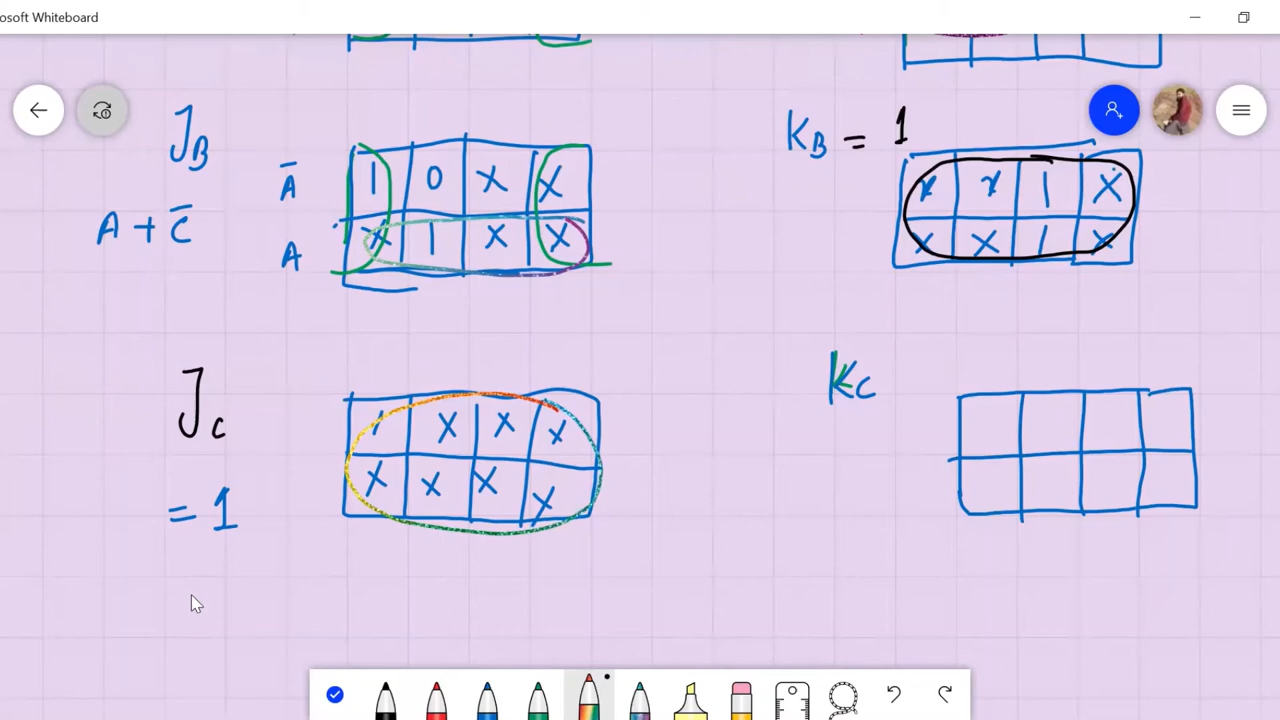 osoft Whiteboard
J_B
K_B = 1
A̅
1 0 X X
X X 1 X
A + C̅
A
X 1 X X
X X 1 X
J_C
K_C
1 X X X
X X X X
= 1